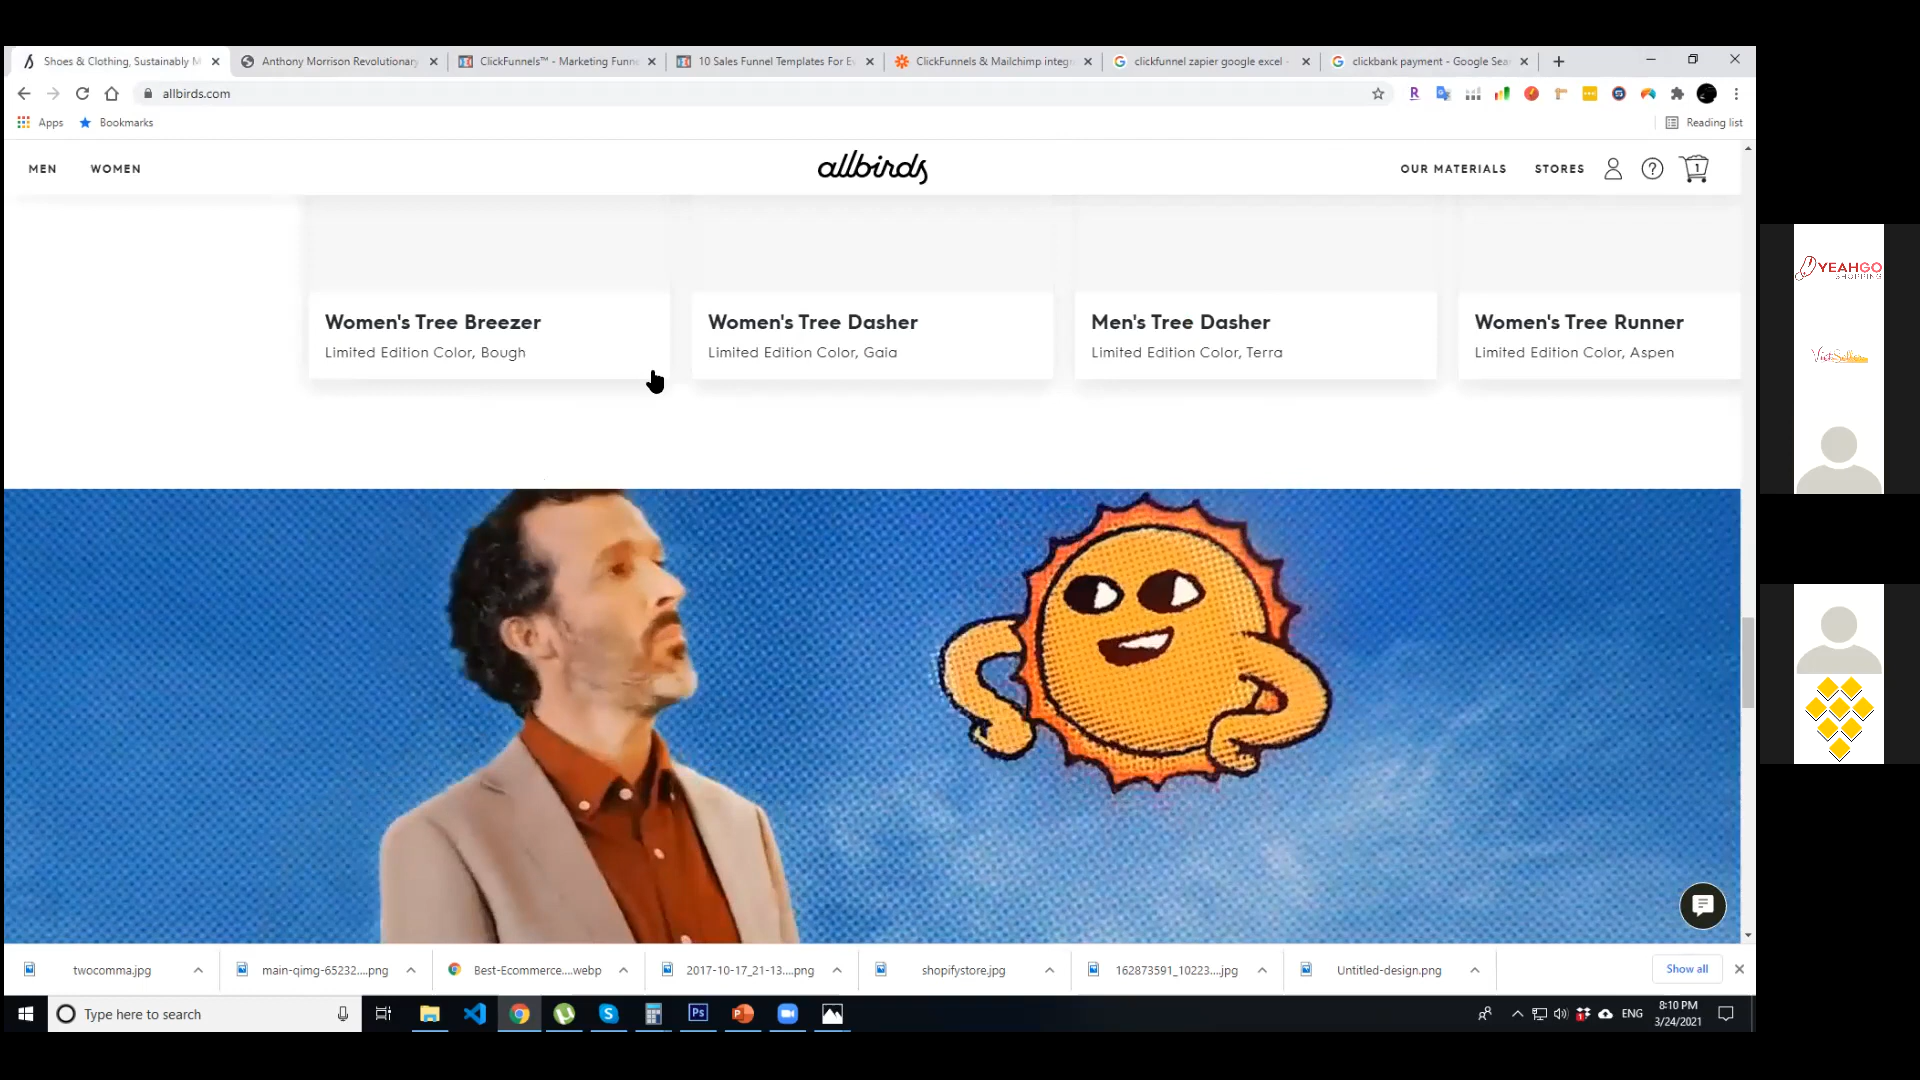 Shoes & Clothing, Sustainably M
Anthony Morrison Revolutionary
ClickFunnels™ - Marketing Funne
10 Sales Funnel Templates For Ev
ClickFunnels & Mailchimp integr
clickfunnel zapier google excel -
clickbank payment - Google Sea
allbirds.com
Apps
Bookmarks
Reading list
MEN
WOMEN
allbirds
OUR MATERIALS
STORES
1
Women's Tree Breezer
Limited Edition Color, Bough
Women's Tree Dasher
Limited Edition Color, Gaia
Men's Tree Dasher
Limited Edition Color, Terra
Women's Tree Runner
Limited Edition Color, Aspen
YEAHGO
SHOPPING
twocomma.jpg
main-qimg-65232....png
Best-Ecommerce....webp
2017-10-17_21-13....png
shopifystore.jpg
162873591_10223....jpg
Untitled-design.png
Show all
Type here to search
Ps
ENG
8:10 PM
3/24/2021